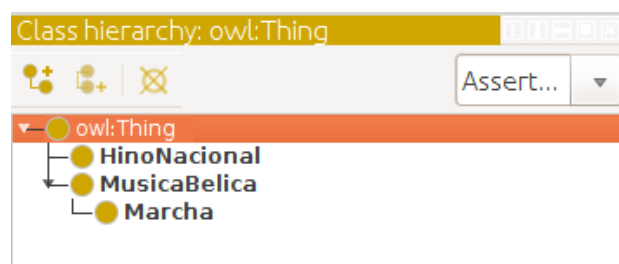 Class hierarchy: owl:Thing
Assert...
owl:Thing
HinoNacional
MusicaBelica
Marcha